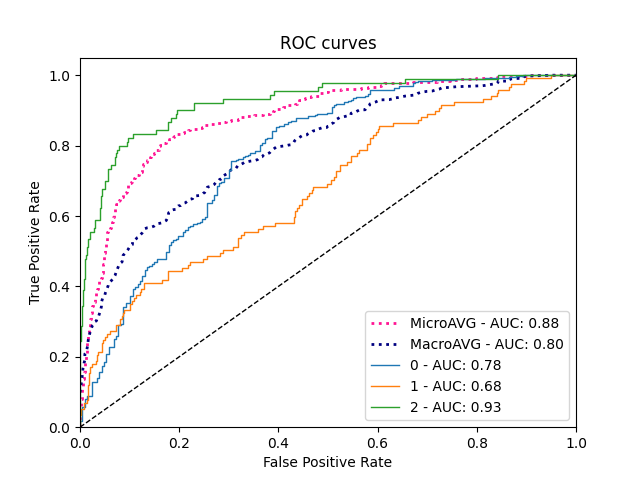 ROC curves
True Positive Rate
1.0
0.8
0.6
0.4
0.2
0.0
MicroAVG - AUC: 0.88
MacroAVG - AUC: 0.80
0 - AUC: 0.78
1 - AUC: 0.68
2 - AUC: 0.93
0.0 0.2 0.4 0.6 0.8 1.0
False Positive Rate